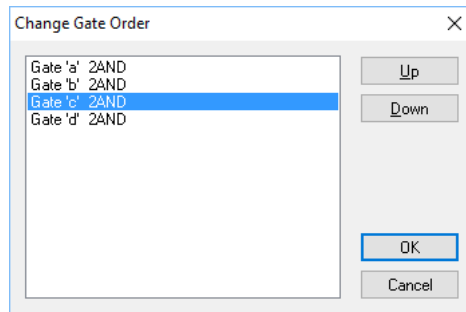 Change Gate Order
Gate 'a' 2AND
Gate 'b' 2AND
Gate 'c' 2AND
Gate 'd' 2AND
Up
Down
OK
Cancel